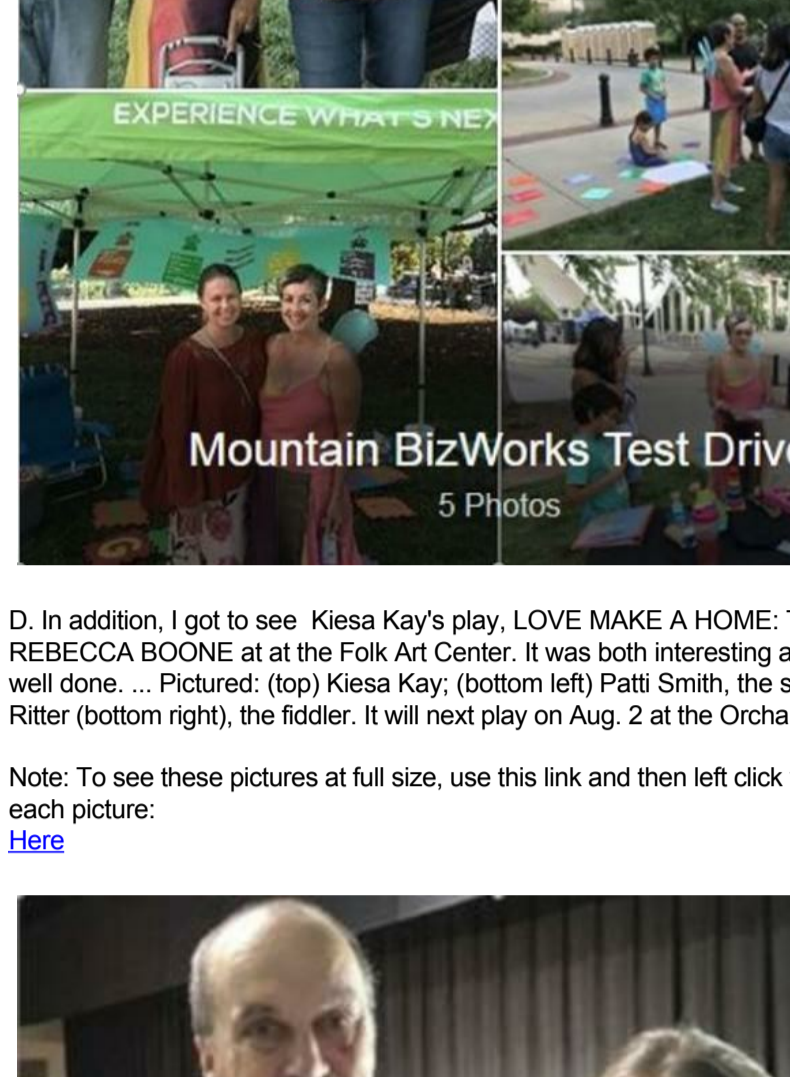 EXPERIENCE WHAT'S NEX
Mountain BizWorks Test Drive
5 Photos
D. In addition, I got to see  Kiesa Kay's play, LOVE MAKE A HOME: T
REBECCA BOONE at at the Folk Art Center. It was both interesting a
well done. ... Pictured: (top) Kiesa Kay; (bottom left) Patti Smith, the s
Ritter (bottom right), the fiddler. It will next play on Aug. 2 at the Orcha
Note: To see these pictures at full size, use this link and then left click
each picture:
Here